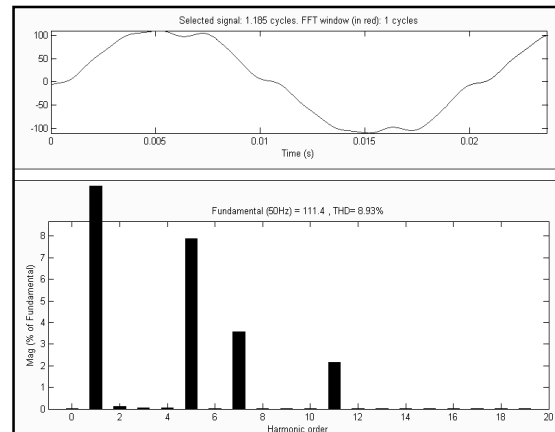 Selected signal: 1.185 cycles. FFT window (in red): 1 cycles
100
50
0
-50
-100
0 0.005 0.01 0.015 0.02
Time (s)
Fundamental (50Hz) = 111.4 , THD= 8.93%
Mag (% of Fundamental)
8
7
6
5
4
3
2
1
0
0 2 4 6 8 10 12 14 16 18 20
Harmonic order